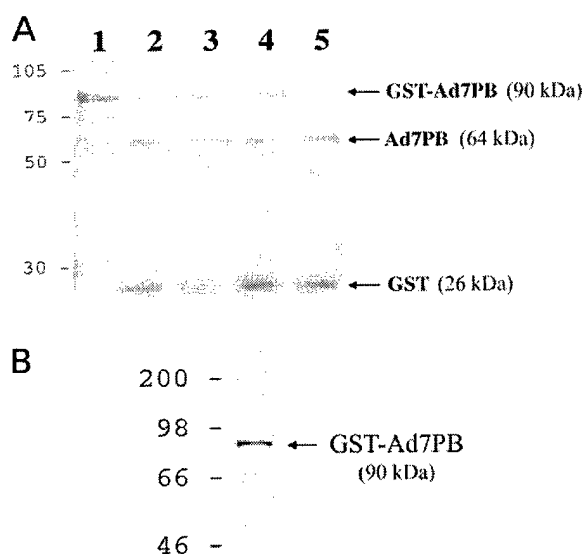 A
1 2 3 4 5
105 -
75 -
50 -
30 -
GST-Ad7PB (90 kDa)
Ad7PB (64 kDa)
GST (26 kDa)
B
200 -
98 -
66 -
46 -
GST-Ad7PB
(90 kDa)